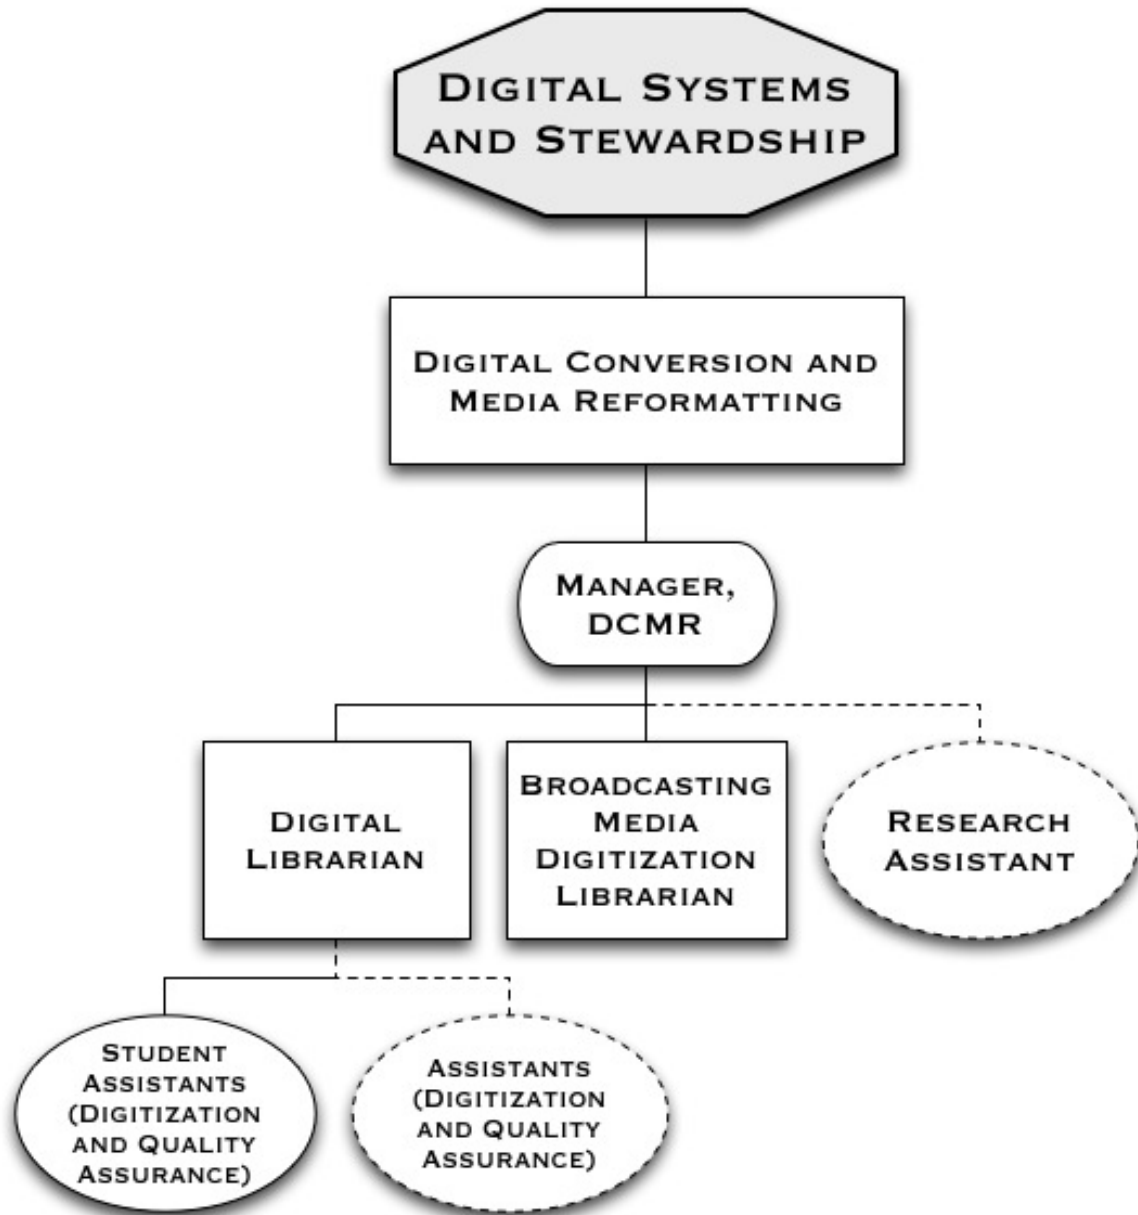 Digital Systems
and Stewardship
Digital Conversion and
Media Reformatting
Manager,
DCMR
Digital
Librarian
Broadcasting
Media
Digitization
Librarian
Research
Assistant
Student
Assistants
(Digitization
and Quality
Assurance)
Assistants
(Digitization
and Quality
Assurance)